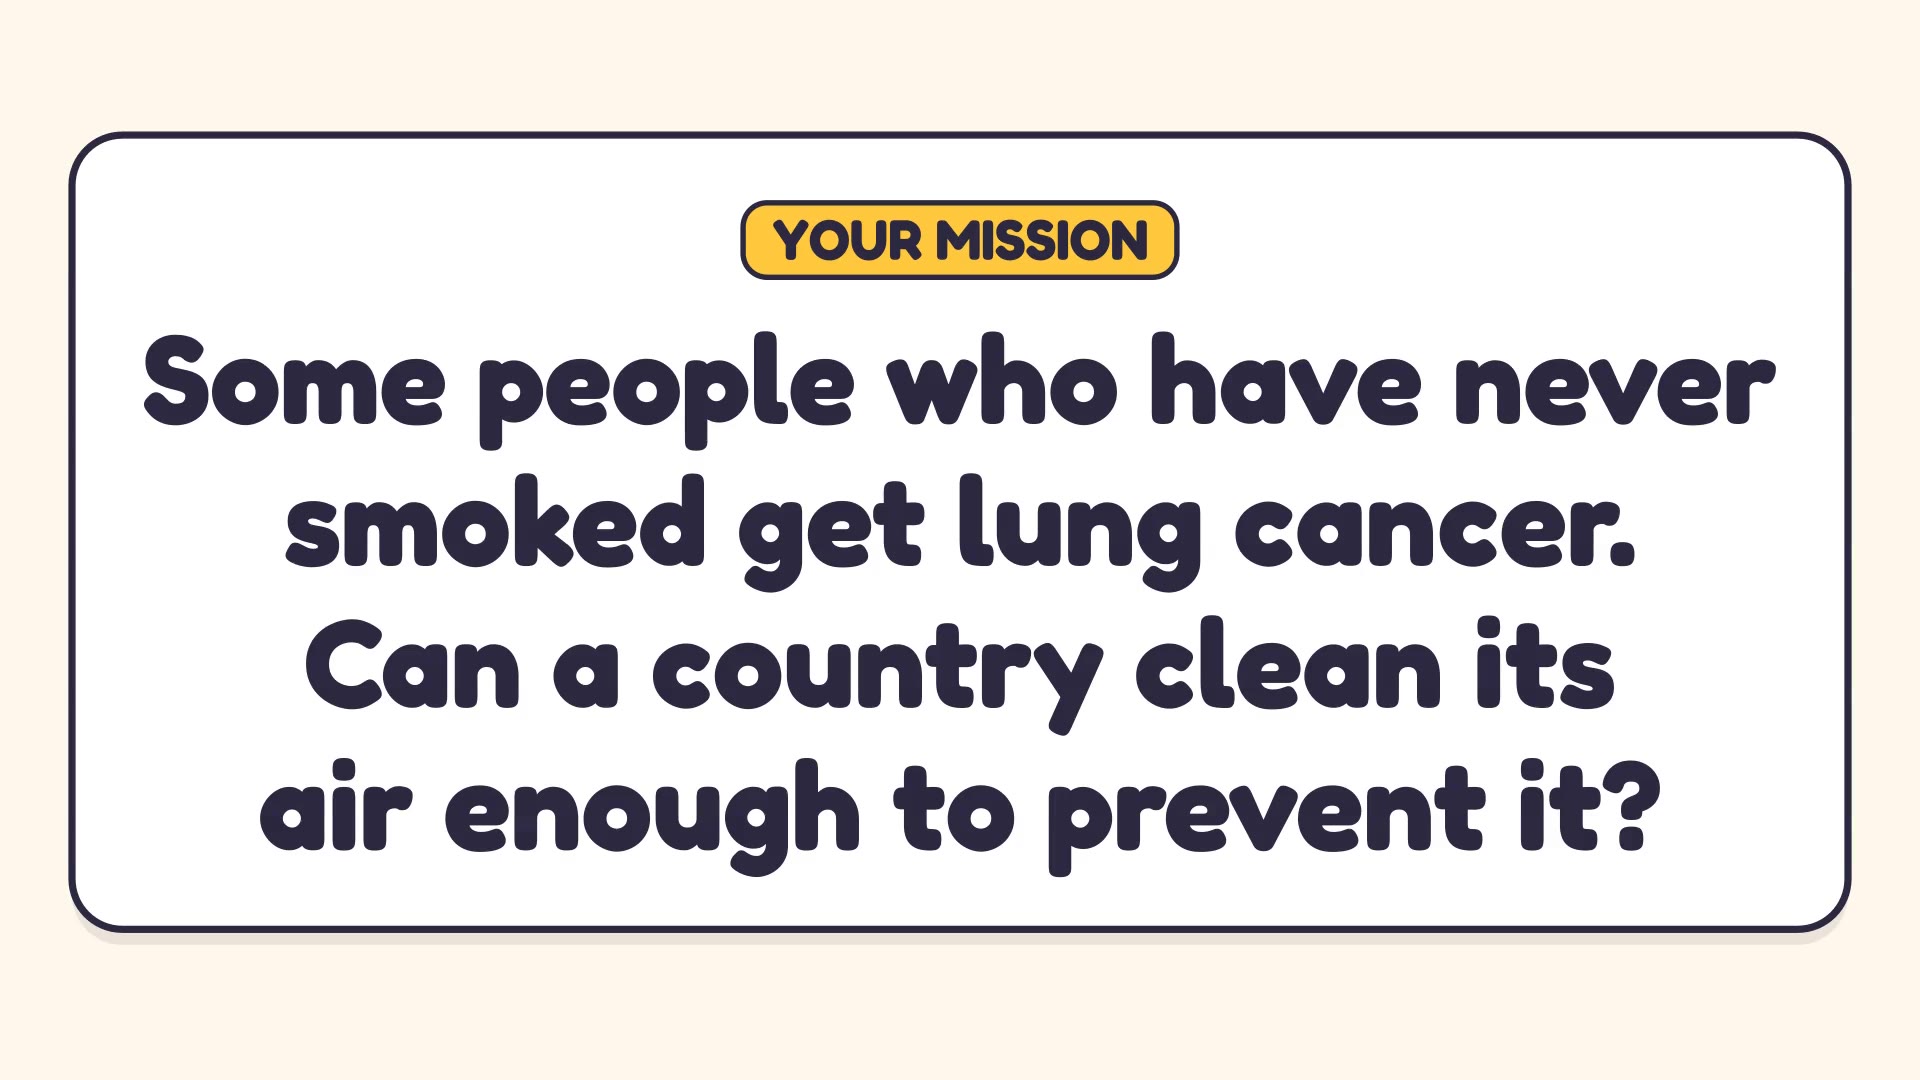 YOUR MISSION
Some people who have never
smoked get lung cancer.
Can a country clean its
air enough to prevent it?